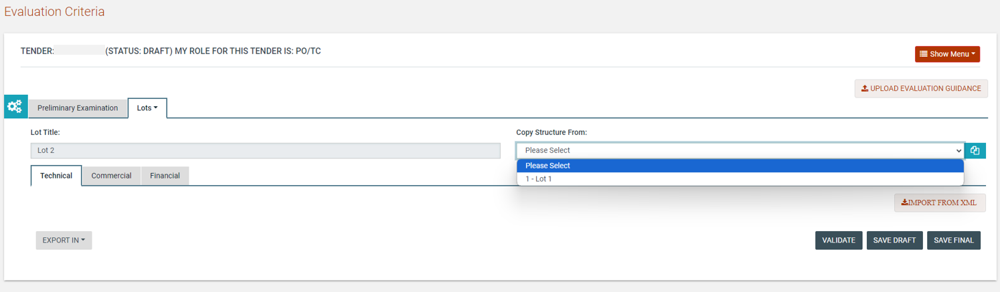 Evaluation Criteria
TENDER: (STATUS: DRAFT) MY ROLE FOR THIS TENDER IS: PO/TC
Show Menu
UPLOAD EVALUATION GUIDANCE
Preliminary Examination Lots
Lot Title: Copy Structure From:
Lot 2 Please Select
Please Select
1 - Lot 1
Technical Commercial Financial
IMPORT FROM XML
EXPORT IN VALIDATE SAVE DRAFT SAVE FINAL